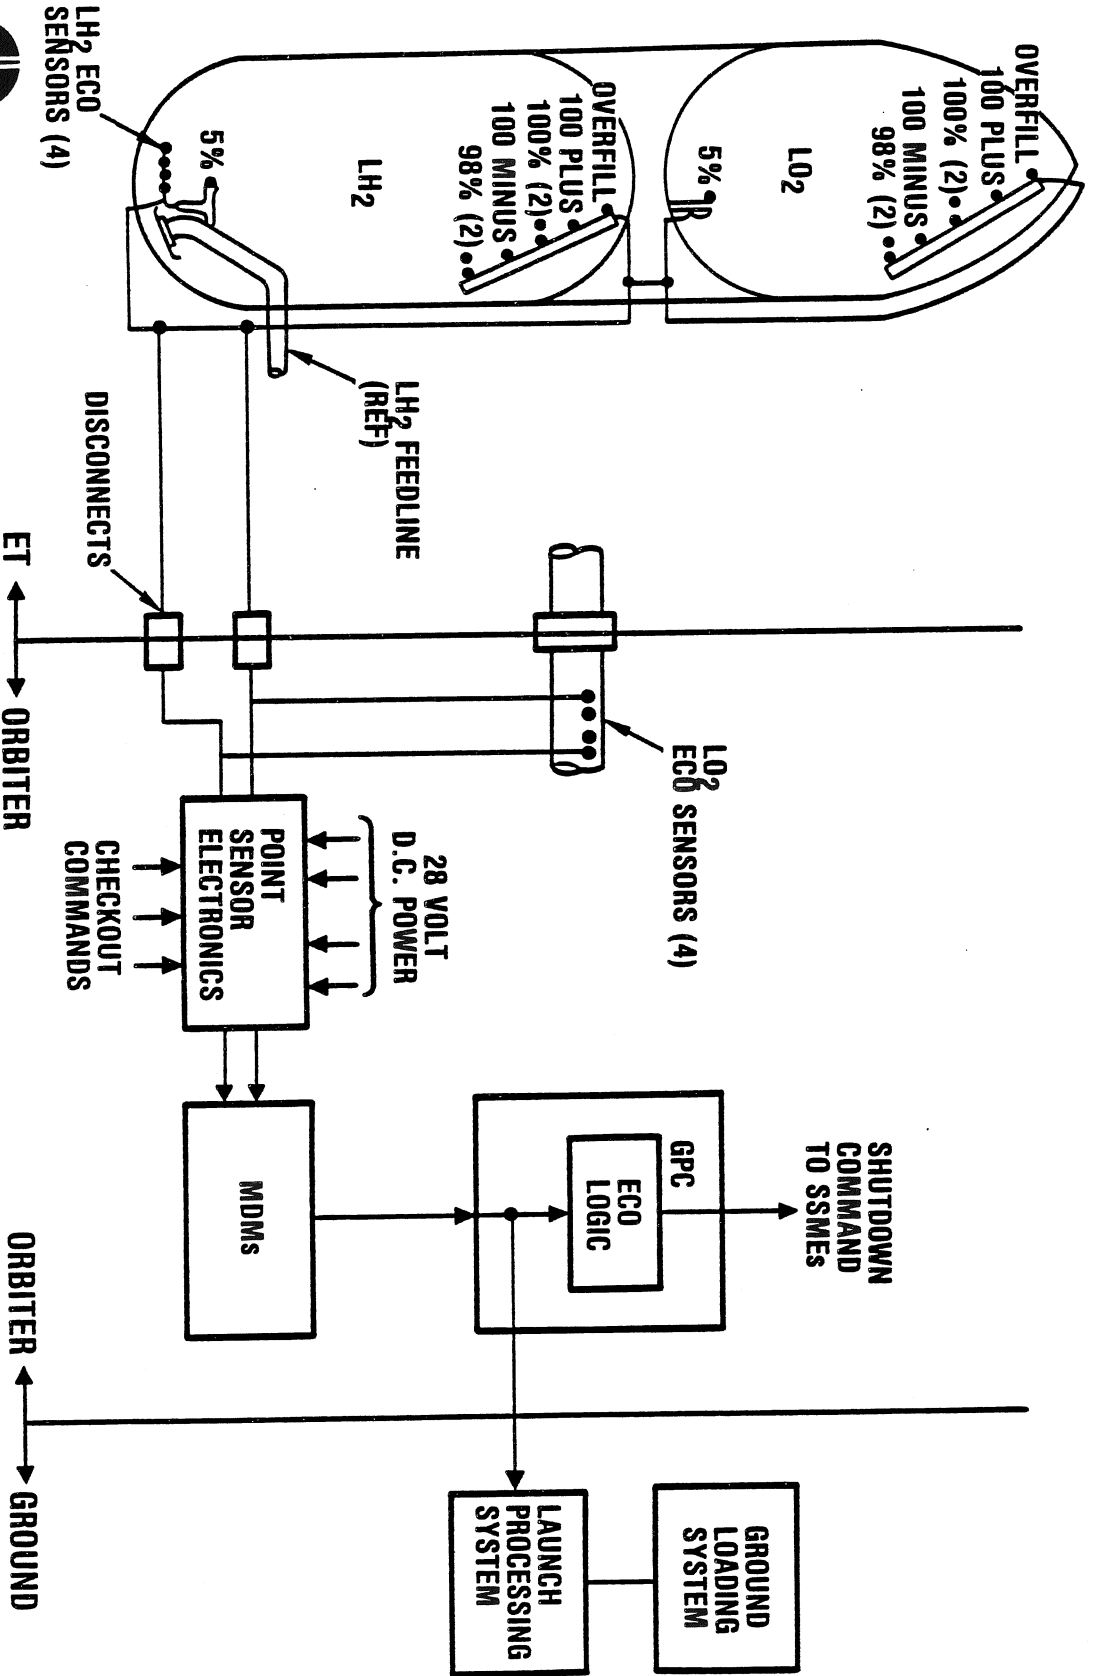 OVERFILL
100 PLUS
100% (2)
100 MINUS
98% (2)
LO2
5%
OVERFILL
100 PLUS
100% (2)
100 MINUS
98% (2)
LH2
5%
LH2 ECO
SENSORS (4)
LH2 FEEDLINE
(REF)
DISCONNECTS
ET
ORBITER
LO2
ECO SENSORS (4)
28 VOLT
D.C. POWER
POINT
SENSOR
ELECTRONICS
CHECKOUT
COMMANDS
MDMs
GPC
ECO
LOGIC
SHUTDOWN
COMMAND
TO SSMEs
ORBITER
GROUND
GROUND
LOADING
SYSTEM
LAUNCH
PROCESSING
SYSTEM